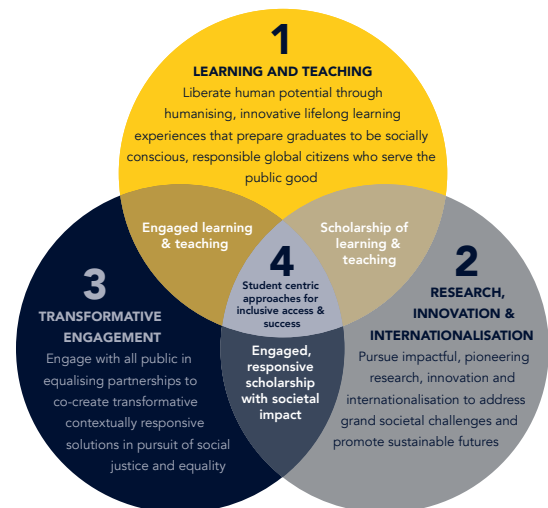 1
LEARNING AND TEACHING
Liberate human potential through
humanising, innovative lifelong learning
experiences that prepare graduates to be socially
conscious, responsible global citizens who serve the
public good
Engaged learning
& teaching
Scholarship of
learning &
teaching
4
Student centric
approaches for
inclusive access &
success
2
RESEARCH,
INNOVATION &
INTERNATIONALISATION
Pursue impactful, pioneering
research, innovation and
internationalisation to address
grand societal challenges and
promote sustainable futures
3
TRANSFORMATIVE
ENGAGEMENT
Engage with all public in
equalising partnerships to
co-create transformative
contextually responsive
solutions in pursuit of social
justice and equality
Engaged,
responsive
scholarship
with societal
impact